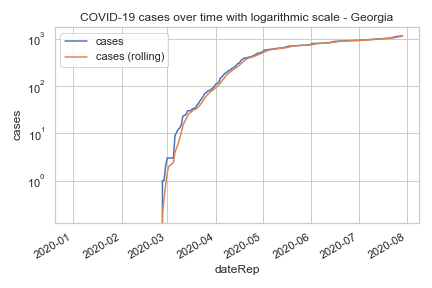 COVID-19 cases over time with logarithmic scale - Georgia
cases
cases (rolling)
10³
10²
10¹
10⁰
cases
2020-01
2020-02
2020-03
2020-04
2020-05
2020-06
2020-07
2020-08
dateRep